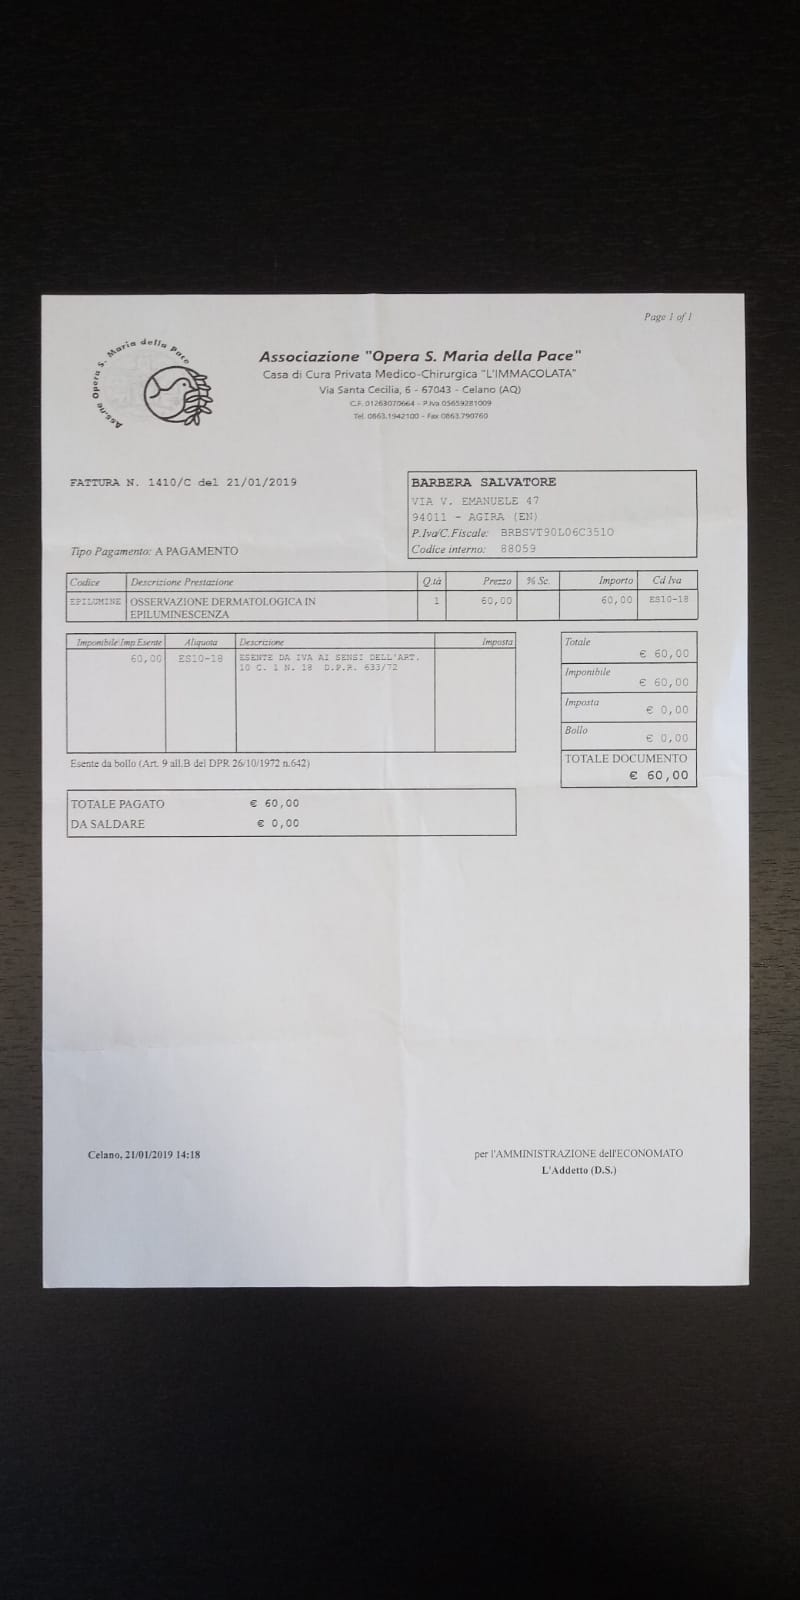 Page 1 of 1
Ass.ne Opera S. Maria della Pace
Associazione "Opera S. Maria della Pace"
Casa di Cura Privata Medico-Chirurgica "L'IMMACOLATA"
Via Santa Cecilia, 6 - 67043 - Celano (AQ)
C.F. 01263070664 - P.Iva 05659281009
Tel. 0863.1942100 - Fax 0863.790760
FATTURA N. 1410/C del 21/01/2019
BARBERA SALVATORE
VIA V. EMANUELE 47
94011 - AGIRA (EN)
P.Iva/C.Fiscale: BRBSVT90L06C351O
Codice interno: 88059
Tipo Pagamento: A PAGAMENTO
Codice Descrizione Prestazione Q.tà Prezzo % Sc. Importo Cd Iva
EPILUMINE OSSERVAZIONE DERMATOLOGICA IN 1 60,00 60,00 ES10-18
EPILUMINESCENZA
Imponibile/Imp.Esente Aliquota Descrizione Imposta
60,00 ES10-18 ESENTE DA IVA AI SENSI DELL'ART.
10 C. 1 N. 18 D.P.R. 633/72
Totale
€ 60,00
Imponibile
€ 60,00
Imposta
€ 0,00
Bollo
€ 0,00
TOTALE DOCUMENTO
€ 60,00
Esente da bollo (Art. 9 all.B del DPR 26/10/1972 n.642)
TOTALE PAGATO € 60,00
DA SALDARE € 0,00
Celano, 21/01/2019 14:18
per l'AMMINISTRAZIONE dell'ECONOMATO
L'Addetto (D.S.)